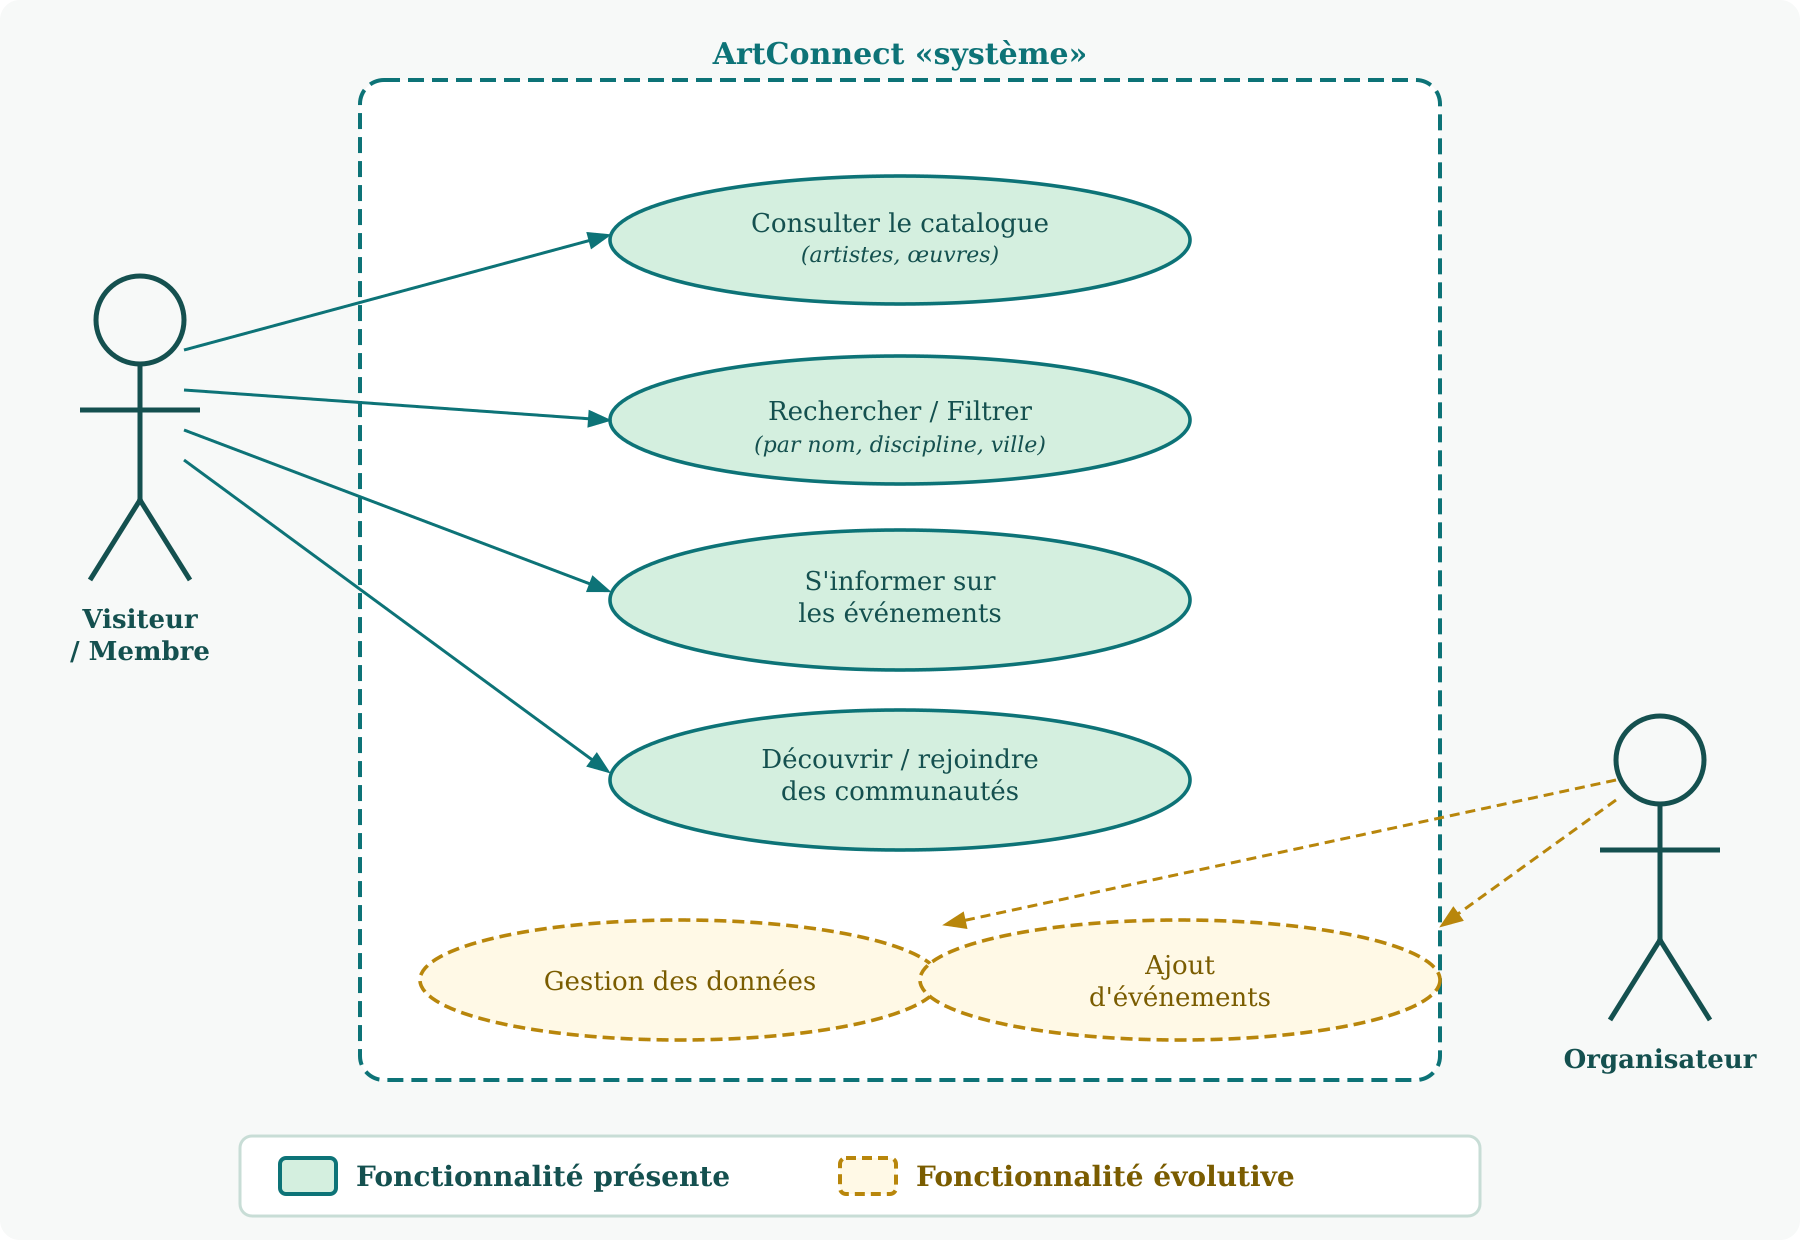 ArtConnect «système»
Consulter le catalogue
(artistes, œuvres)
Rechercher / Filtrer
(par nom, discipline, ville)
S'informer sur
les événements
Visiteur
/ Membre
Découvrir / rejoindre
des communautés
Gestion des données
Ajout
d'événements
Organisateur
Fonctionnalité présente
Fonctionnalité évolutive